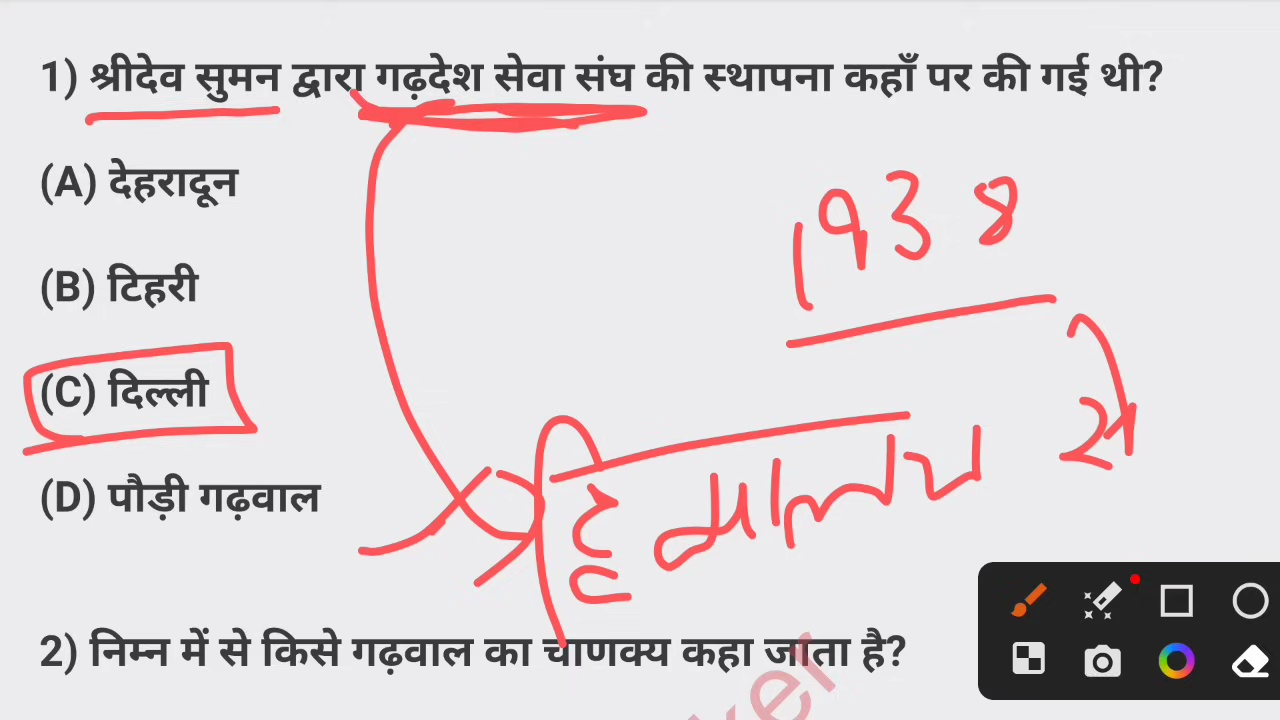 1) श्रीदेव सुमन द्वारा गढ़देश सेवा संघ की स्थापना कहाँ पर की गई थी?
(A) देहरादून
1938
(B) टिहरी
(C) दिल्ली
हिमालय से
(D) पौड़ी गढ़वाल
2) निम्न में से किसे गढ़वाल का चाणक्य कहा जाता है?